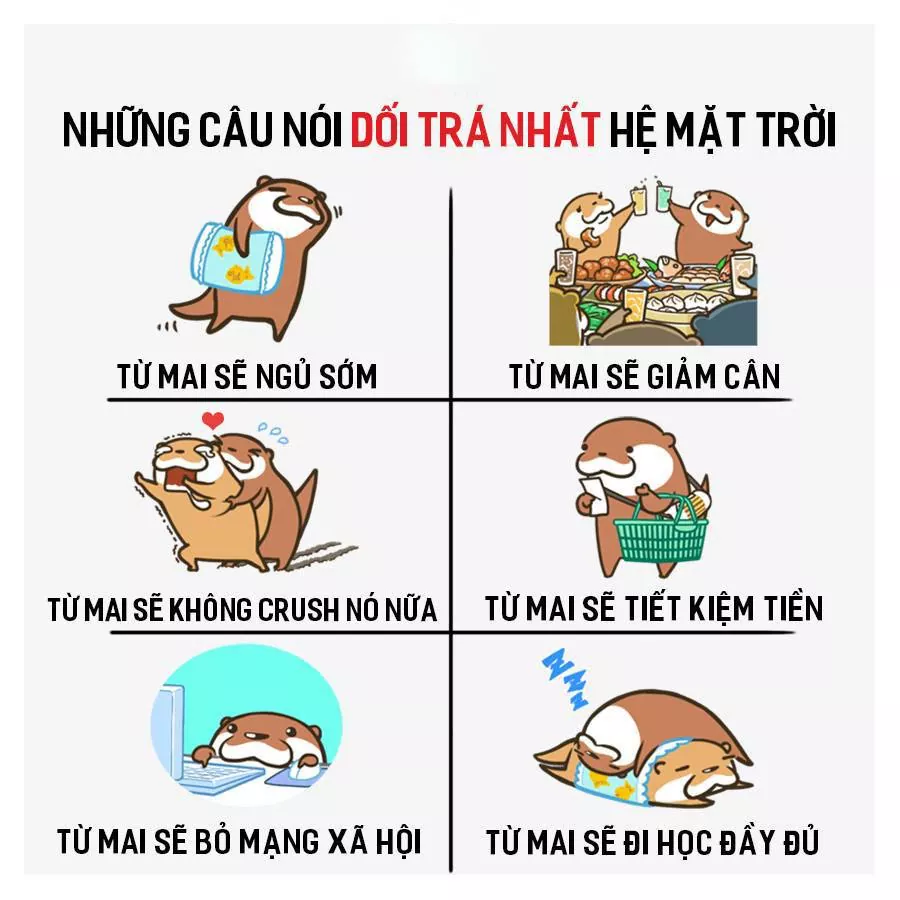 NHỮNG CÂU NÓI DỐI TRÁ NHẤT HỆ MẶT TRỜI
TỪ MAI SẼ NGỦ SỚM
TỪ MAI SẼ GIẢM CÂN
TỪ MAI SẼ KHÔNG CRUSH NÓ NỮA
TỪ MAI SẼ TIẾT KIỆM TIỀN
TỪ MAI SẼ BỎ MẠNG XÃ HỘI
TỪ MAI SẼ ĐI HỌC ĐẦY ĐỦ